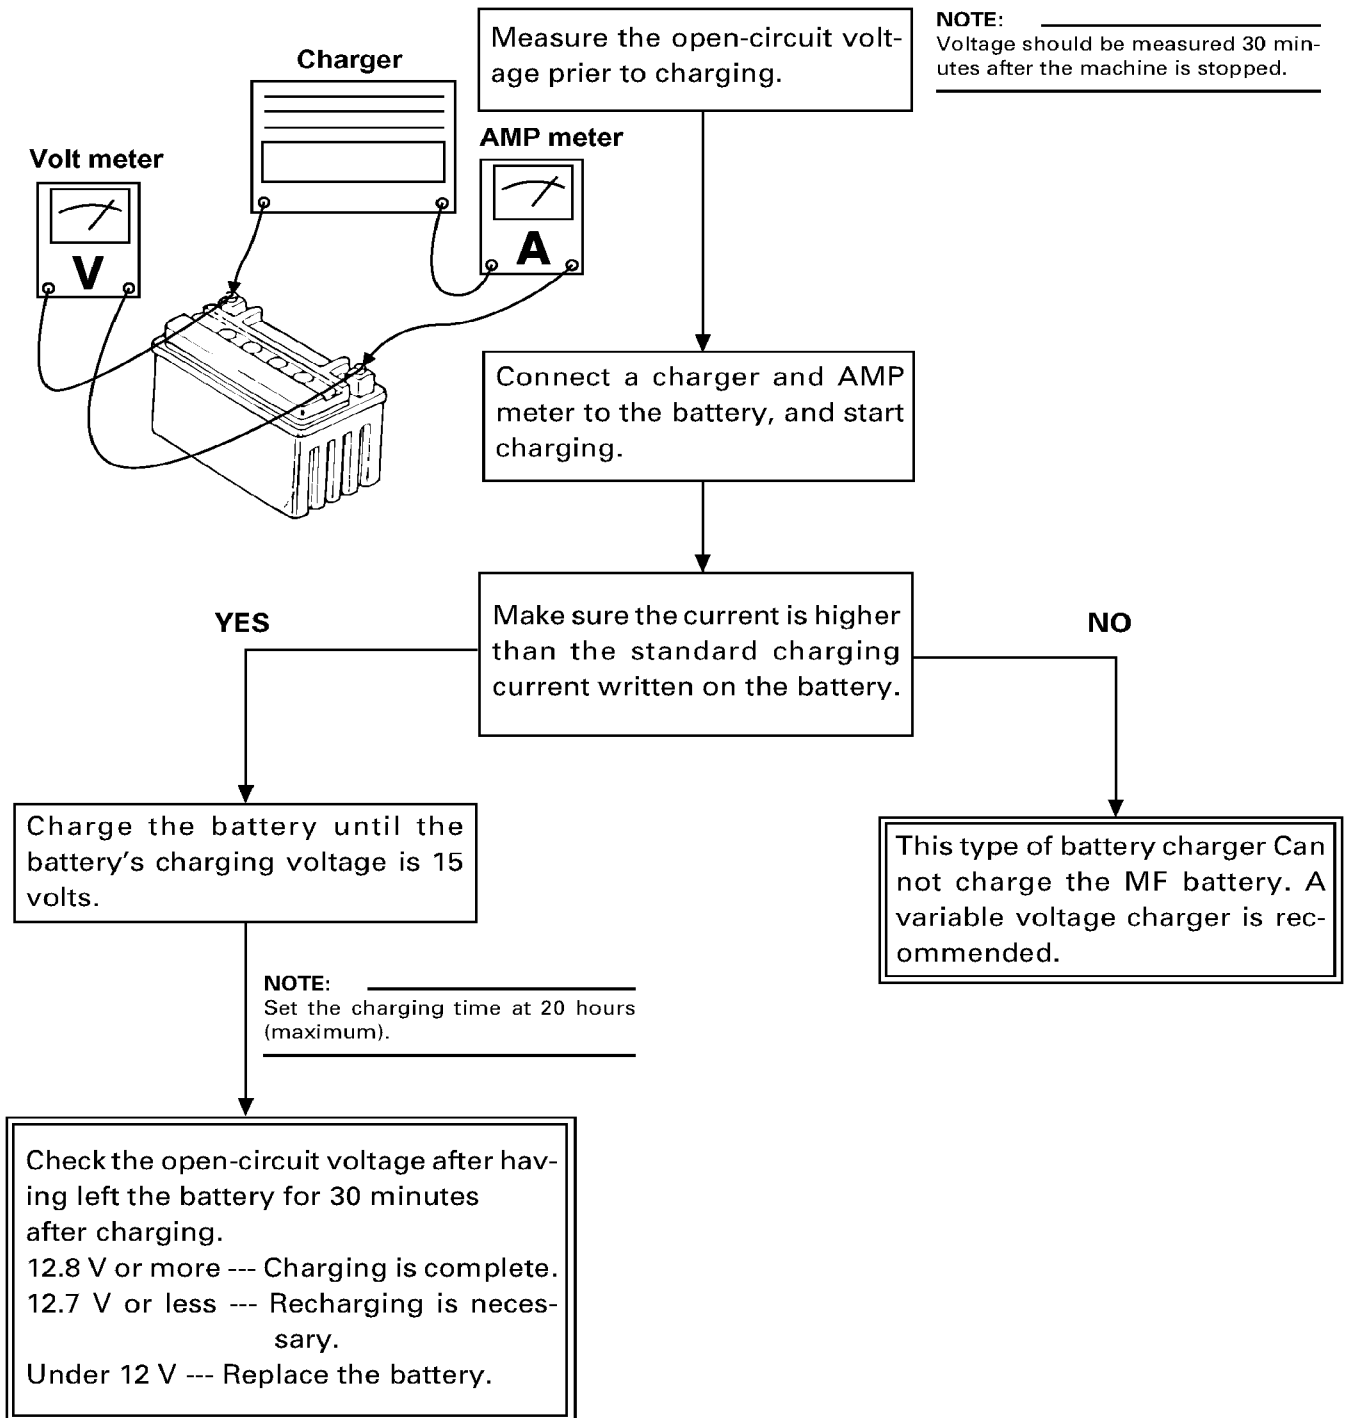 Measure the open-circuit volt-
age prier to charging.
NOTE:
Voltage should be measured 30 min-
utes after the machine is stopped.
Charger
AMP meter
Volt meter
A
V
Connect a charger and AMP
meter to the battery, and start
charging.
YES
Make sure the current is higher
than the standard charging
current written on the battery.
NO
Charge the battery until the
battery's charging voltage is 15
volts.
This type of battery charger Can
not charge the MF battery. A
variable voltage charger is rec-
ommended.
NOTE:
Set the charging time at 20 hours
(maximum).
Check the open-circuit voltage after hav-
ing left the battery for 30 minutes
after charging.
12.8 V or more --- Charging is complete.
12.7 V or less --- Recharging is neces-
sary.
Under 12 V --- Replace the battery.